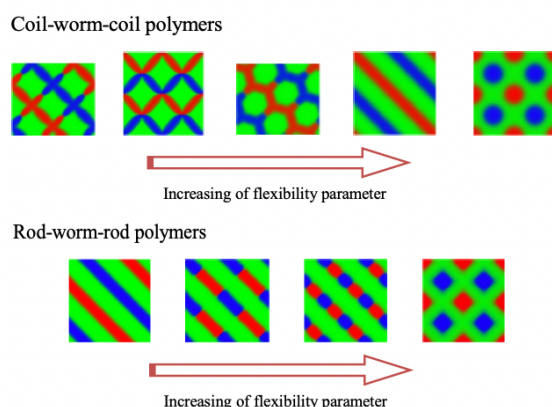 Coil-worm-coil polymers
Increasing of flexibility parameter
Rod-worm-rod polymers
Increasing of flexibility parameter